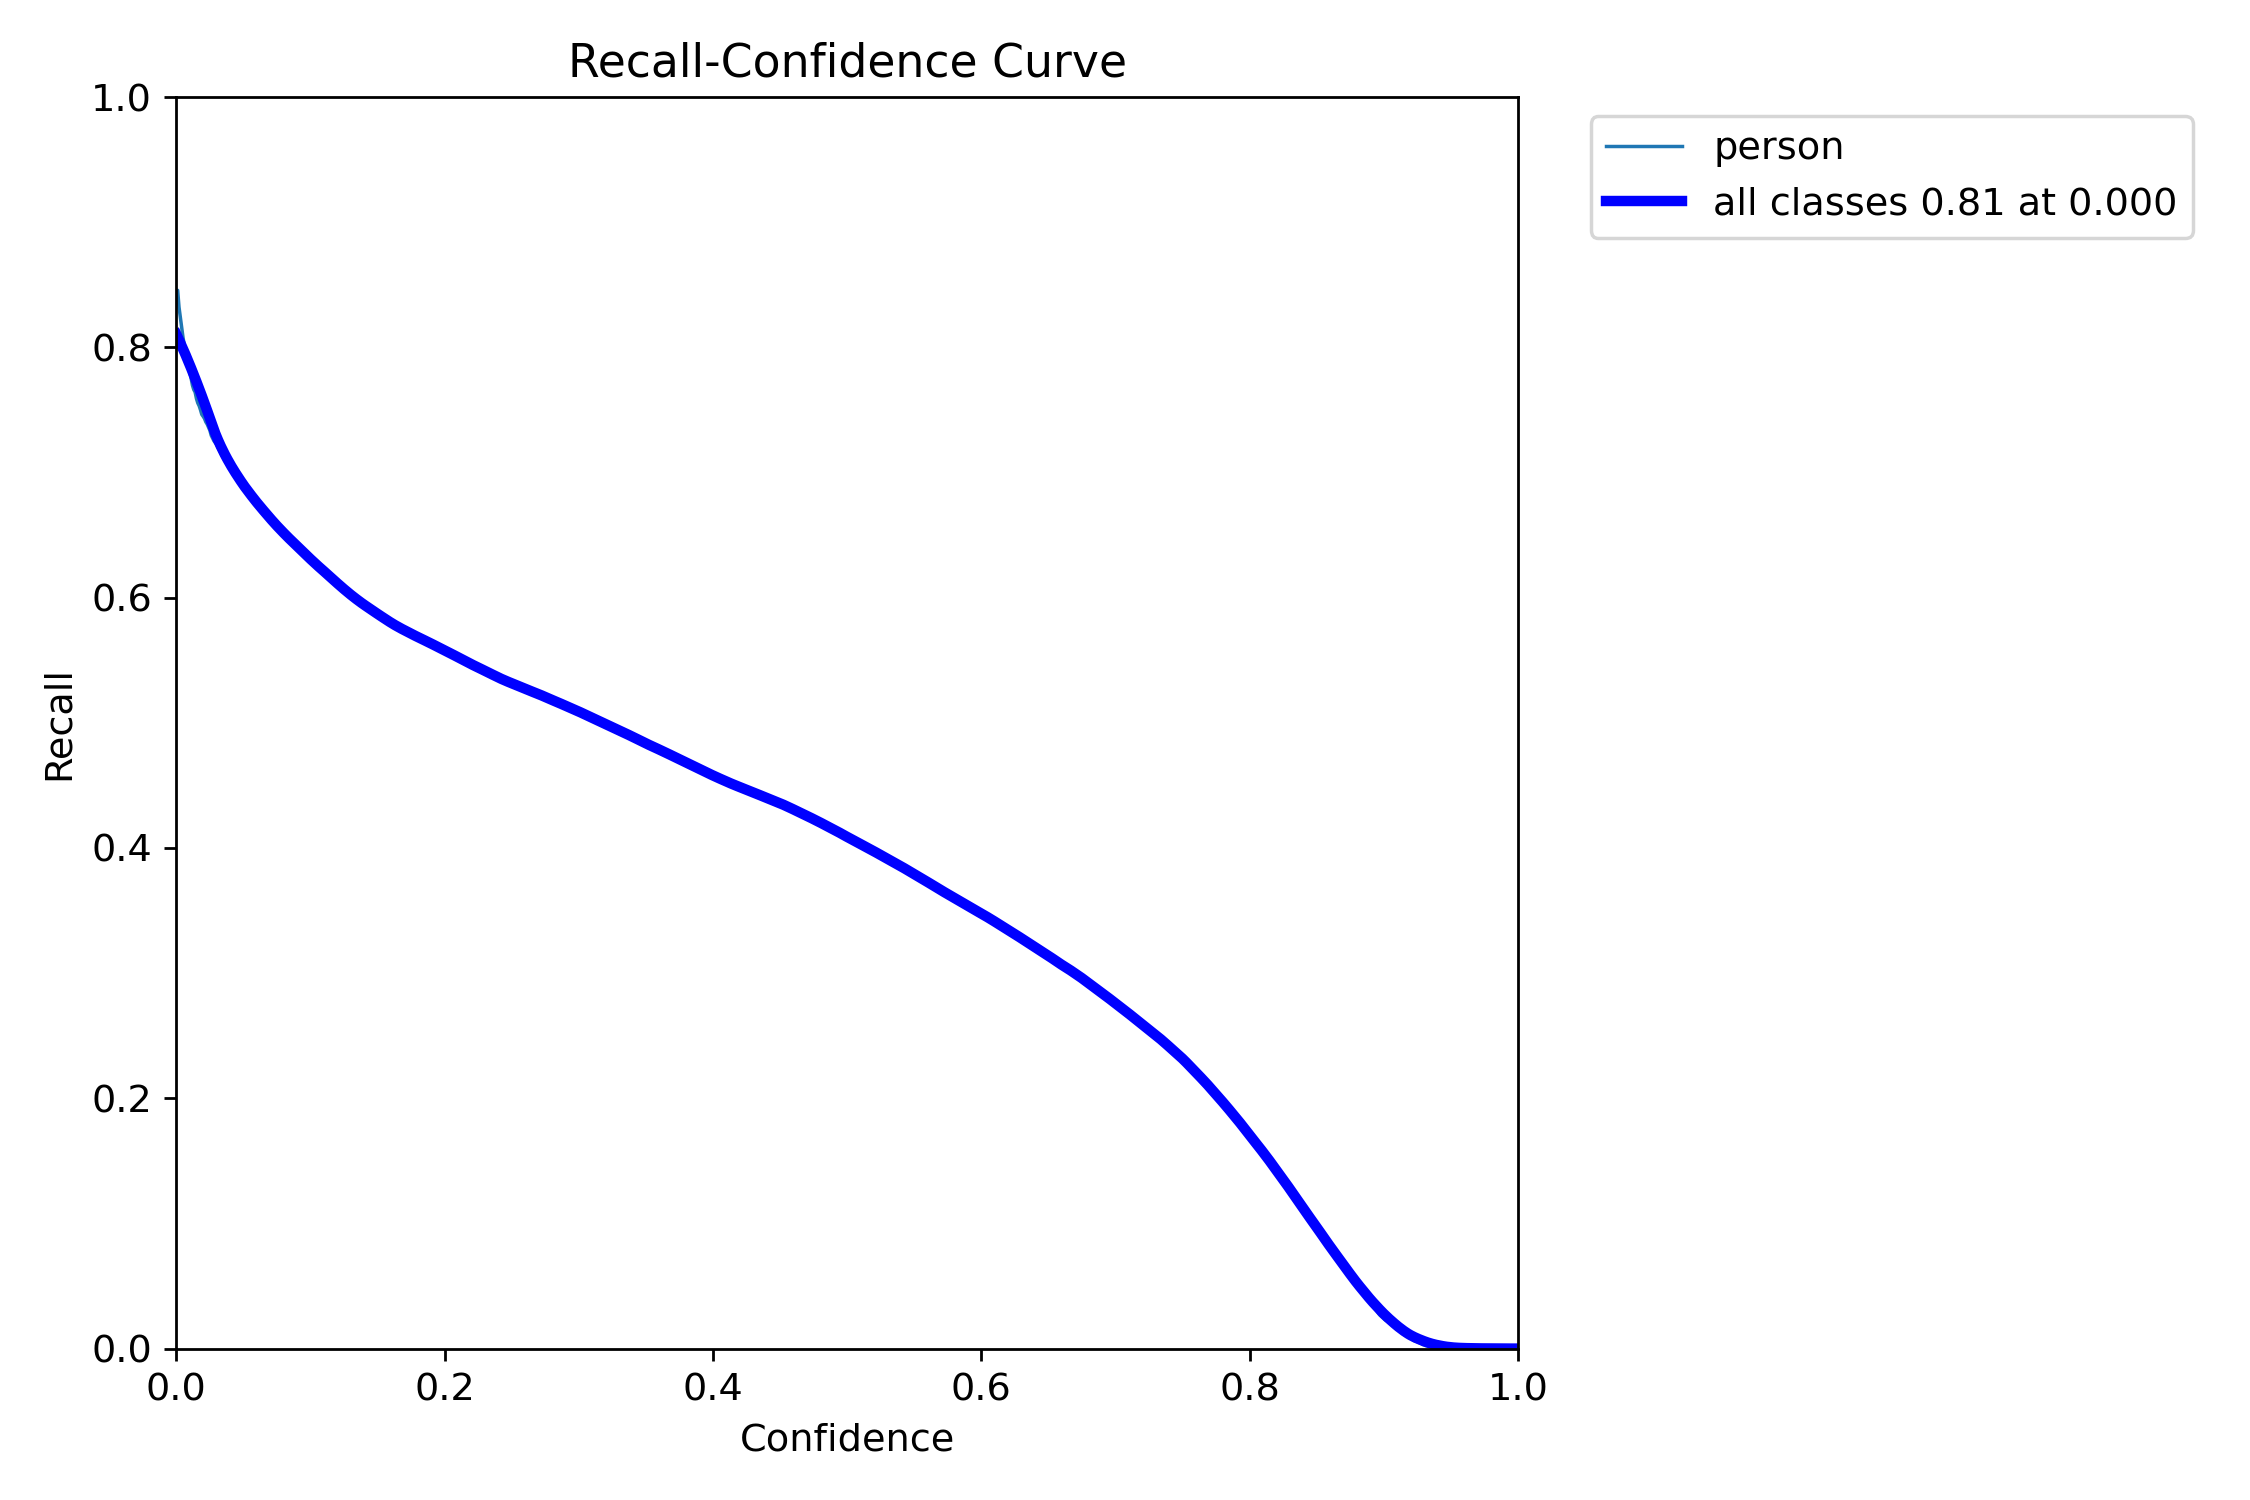 Recall-Confidence Curve
1.0
0.8
0.6
0.4
0.2
0.0
Recall
0.0 0.2 0.4 0.6 0.8 1.0
Confidence
person
all classes 0.81 at 0.000